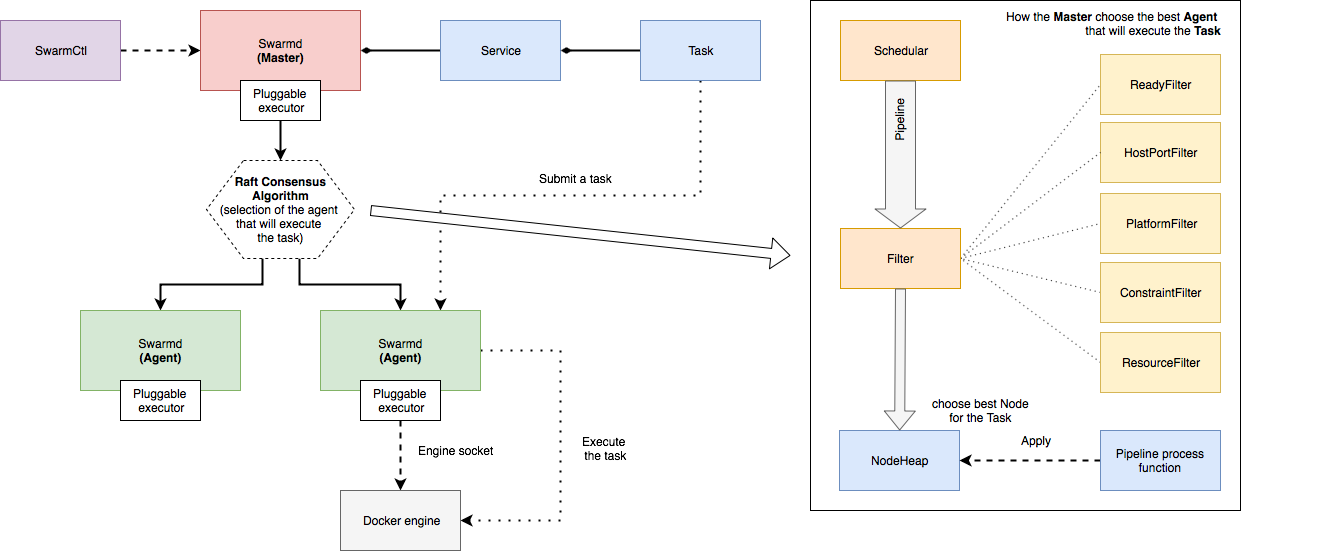 SwarmCtl
Swarmd
(Master)
Service
Task
Pluggable
executor
Raft Consensus
Algorithm
(selection of the agent
that will execute
the task)
Submit a task
Swarmd
(Agent)
Pluggable
executor
Swarmd
(Agent)
Pluggable
executor
Engine socket
Execute
the task
Docker engine
How the Master choose the best Agent
that will execute the Task
Schedular
Pipeline
Filter
ReadyFilter
HostPortFilter
PlatformFilter
ConstraintFilter
ResourceFilter
choose best Node
for the Task
NodeHeap
Apply
Pipeline process
function